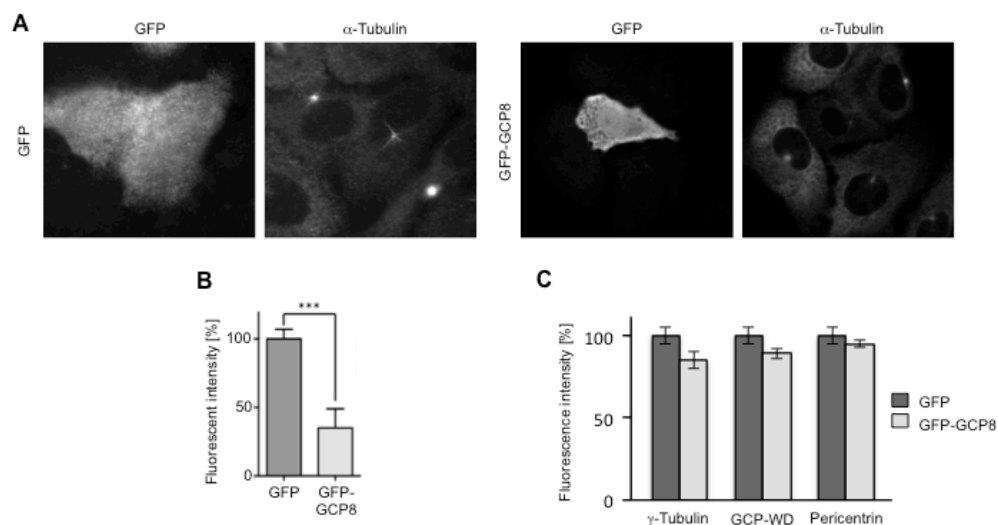 A
GFP
α-Tubulin
GFP
α-Tubulin
GFP
GFP-GCP8
B
Fluorescent intensity [%]
100
50
0
***
GFP
GFP-
GCP8
C
Fluorescence intensity [%]
100
50
0
γ-Tubulin
GCP-WD
Pericentrin
GFP
GFP-GCP8